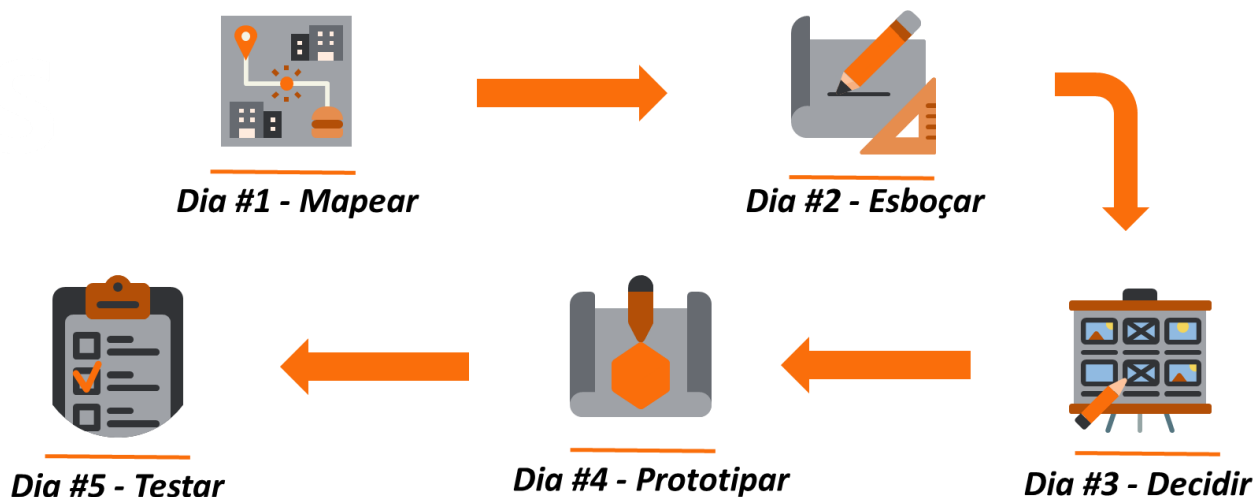 Dia #1 - Mapear
Dia #2 - Esboçar
Dia #3 - Decidir
Dia #4 - Prototipar
Dia #5 - Testar